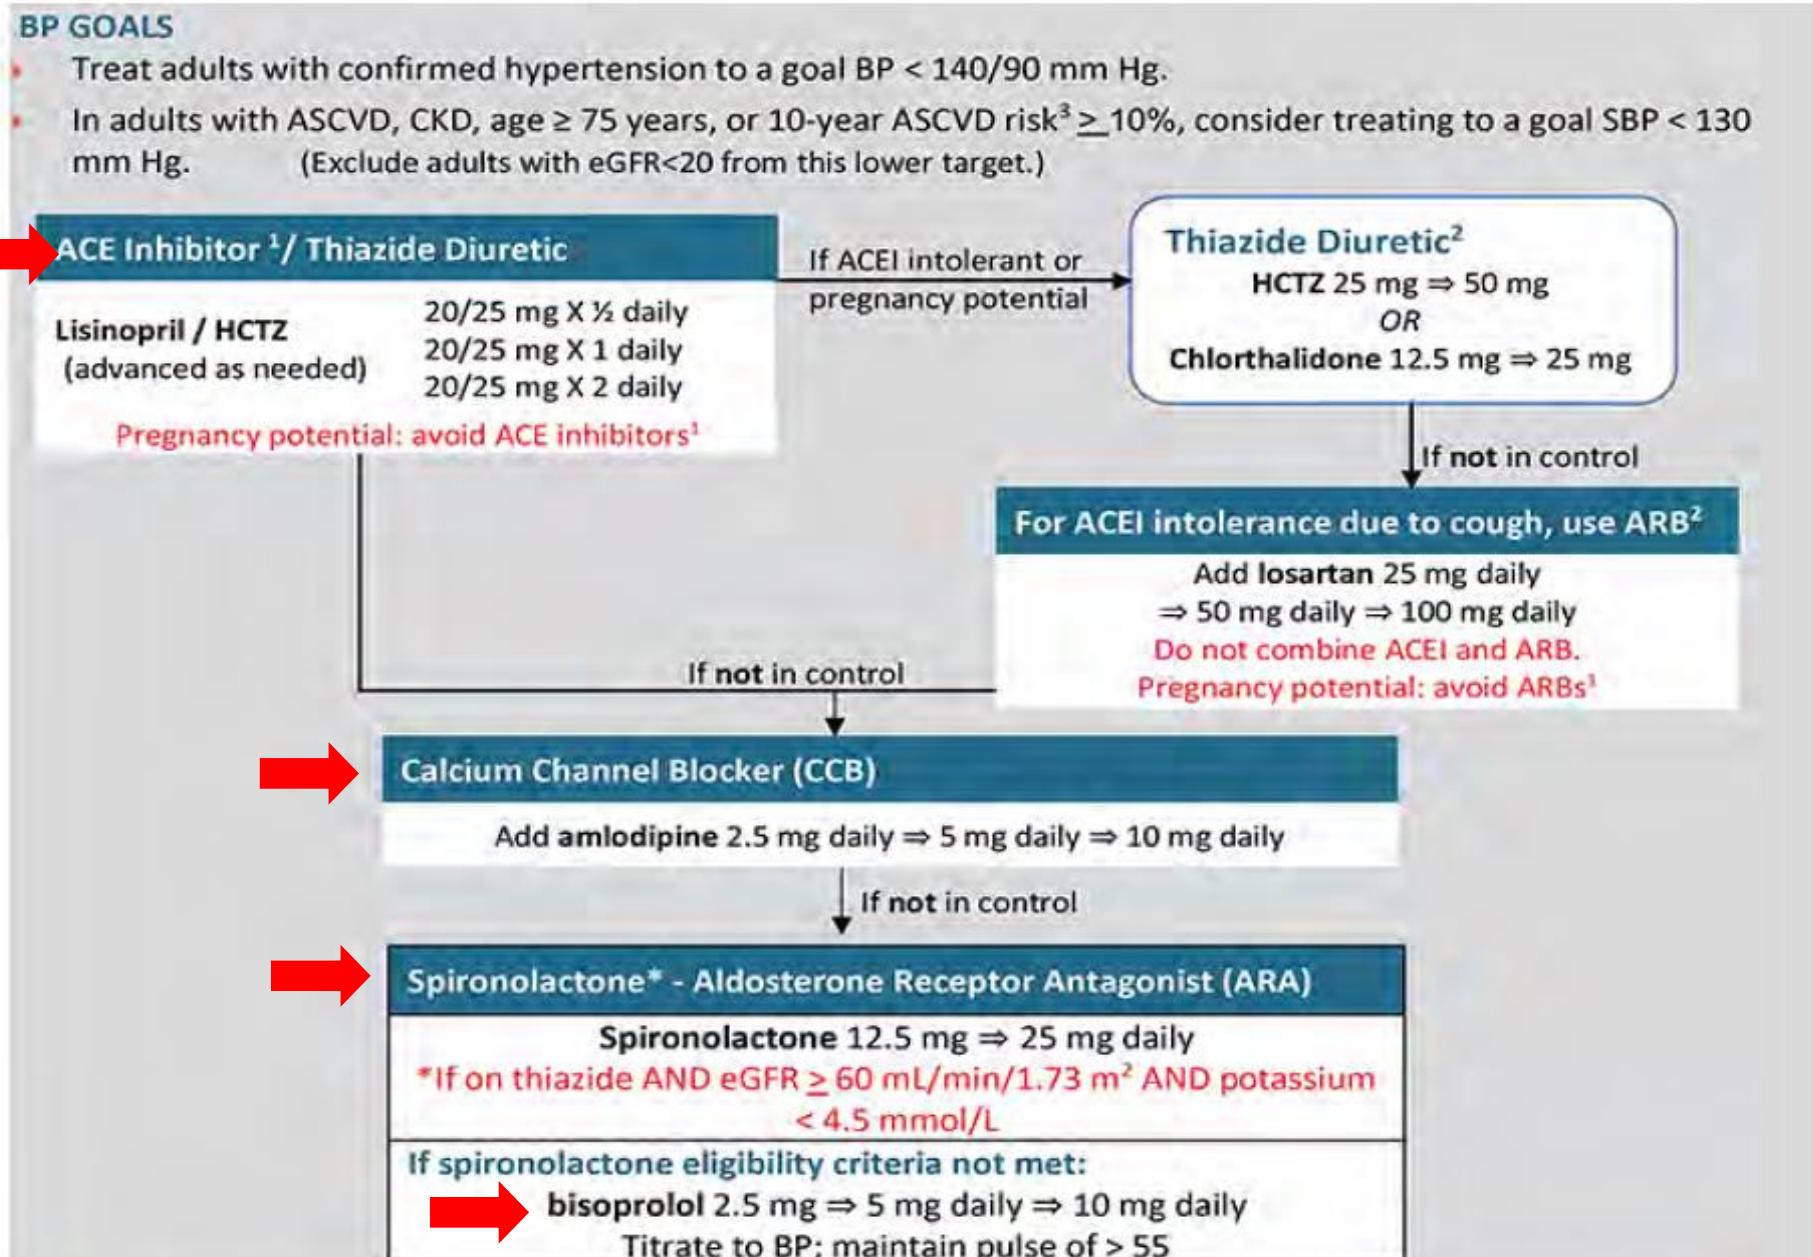 BP GOALS
• Treat adults with confirmed hypertension to a goal BP < 140/90 mm Hg.
• In adults with ASCVD, CKD, age ≥ 75 years, or 10-year ASCVD risk³ ≥ 10%, consider treating to a goal SBP < 130
mm Hg. (Exclude adults with eGFR<20 from this lower target.)
ACE Inhibitor ¹/ Thiazide Diuretic
Lisinopril / HCTZ
(advanced as needed)
20/25 mg X ½ daily
20/25 mg X 1 daily
20/25 mg X 2 daily
Pregnancy potential: avoid ACE inhibitors¹
If ACEI intolerant or
pregnancy potential
Thiazide Diuretic²
HCTZ 25 mg ⇒ 50 mg
OR
Chlorthalidone 12.5 mg ⇒ 25 mg
If not in control
For ACEI intolerance due to cough, use ARB²
Add losartan 25 mg daily
⇒ 50 mg daily ⇒ 100 mg daily
Do not combine ACEI and ARB.
Pregnancy potential: avoid ARBs¹
If not in control
Calcium Channel Blocker (CCB)
Add amlodipine 2.5 mg daily ⇒ 5 mg daily ⇒ 10 mg daily
If not in control
Spironolactone* - Aldosterone Receptor Antagonist (ARA)
Spironolactone 12.5 mg ⇒ 25 mg daily
*If on thiazide AND eGFR ≥ 60 mL/min/1.73 m² AND potassium
< 4.5 mmol/L
If spironolactone eligibility criteria not met:
bisoprolol 2.5 mg ⇒ 5 mg daily ⇒ 10 mg daily
Titrate to BP; maintain pulse of > 55